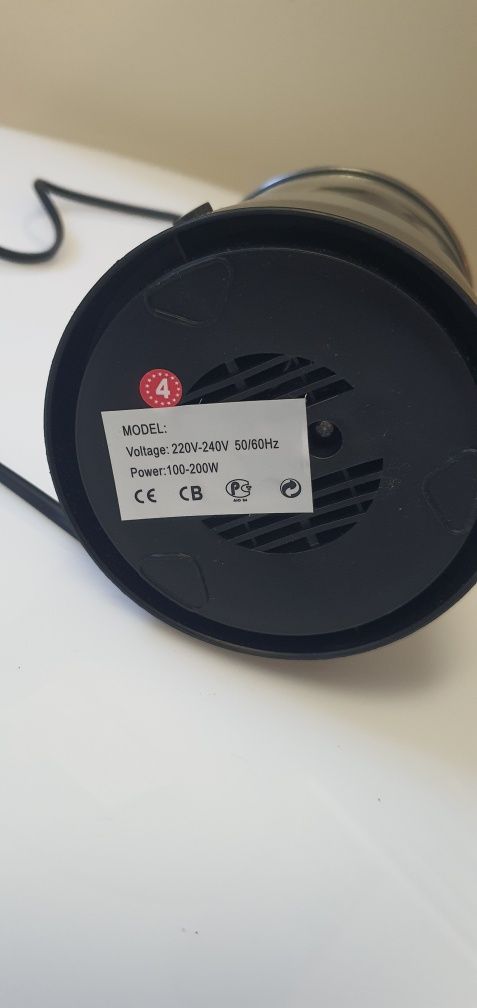 4
MODEL:
Voltage: 220V-240V 50/60Hz
Power:100-200W
CE CB